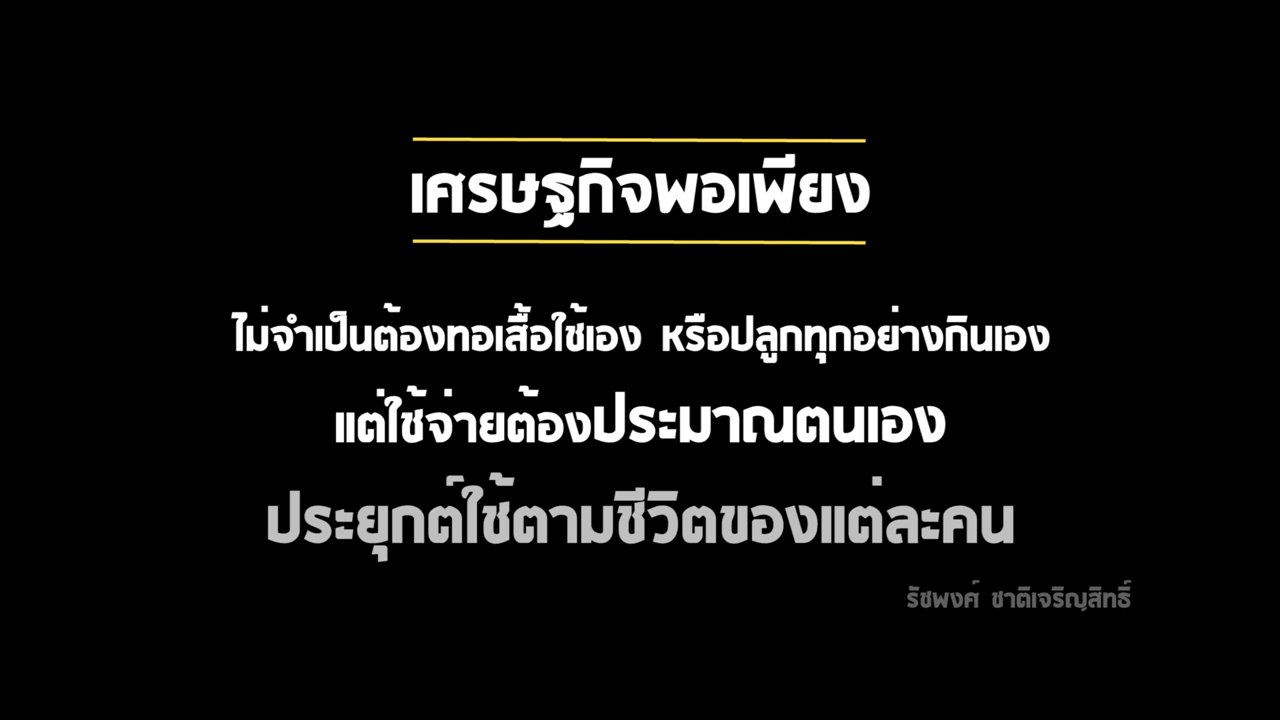 เศรษฐกิจพอเพียง
ไม่จำเป็นต้องทอเสื้อใช้เอง หรือปลูกทุกอย่างกินเอง
แต่ใช้จ่ายต้องประมาณตนเอง
ประยุกต์ใช้ตามชีวิตของแต่ละคน
รัชพงศ์ ชาติเจริญสิทธิ์